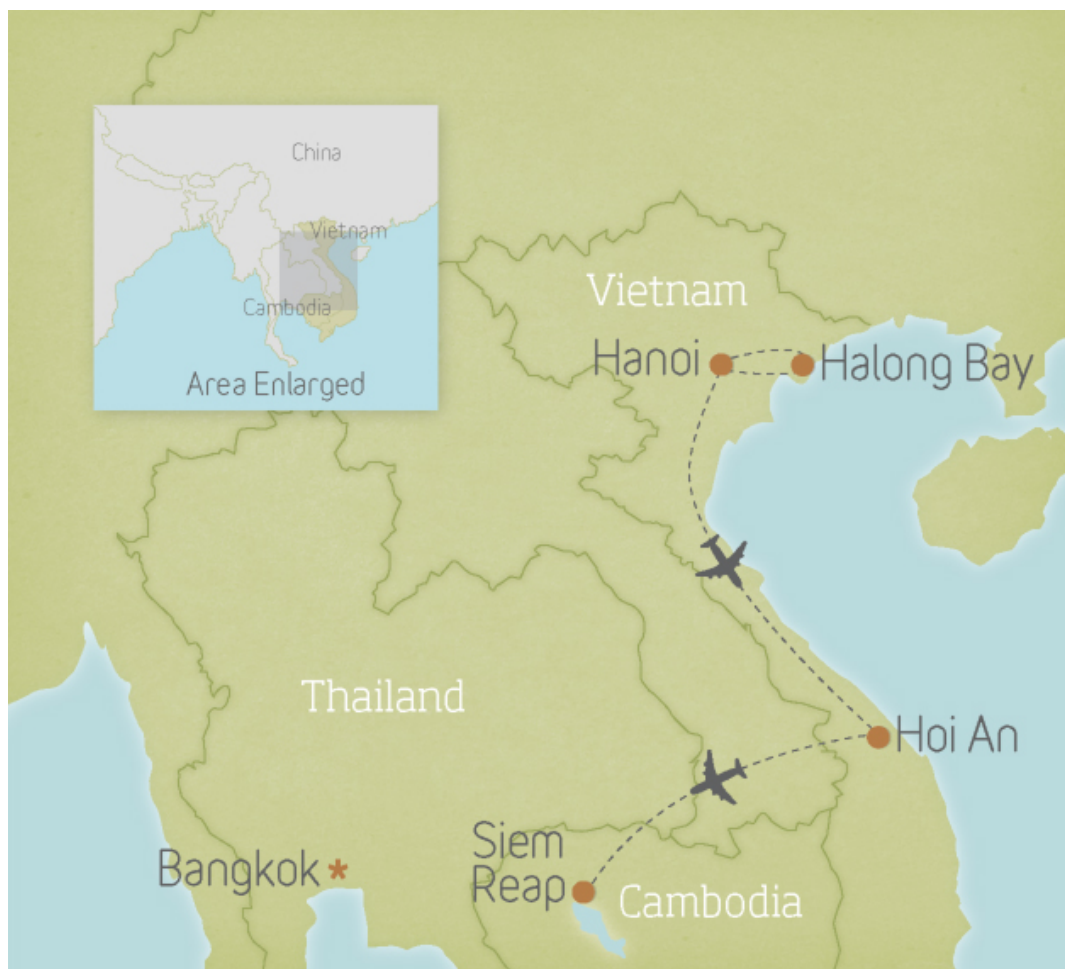 China
Vietnam
Cambodia
Area Enlarged
Vietnam
Hanoi
Halong Bay
Thailand
Hoi An
Siem
Reap
Bangkok *
Cambodia